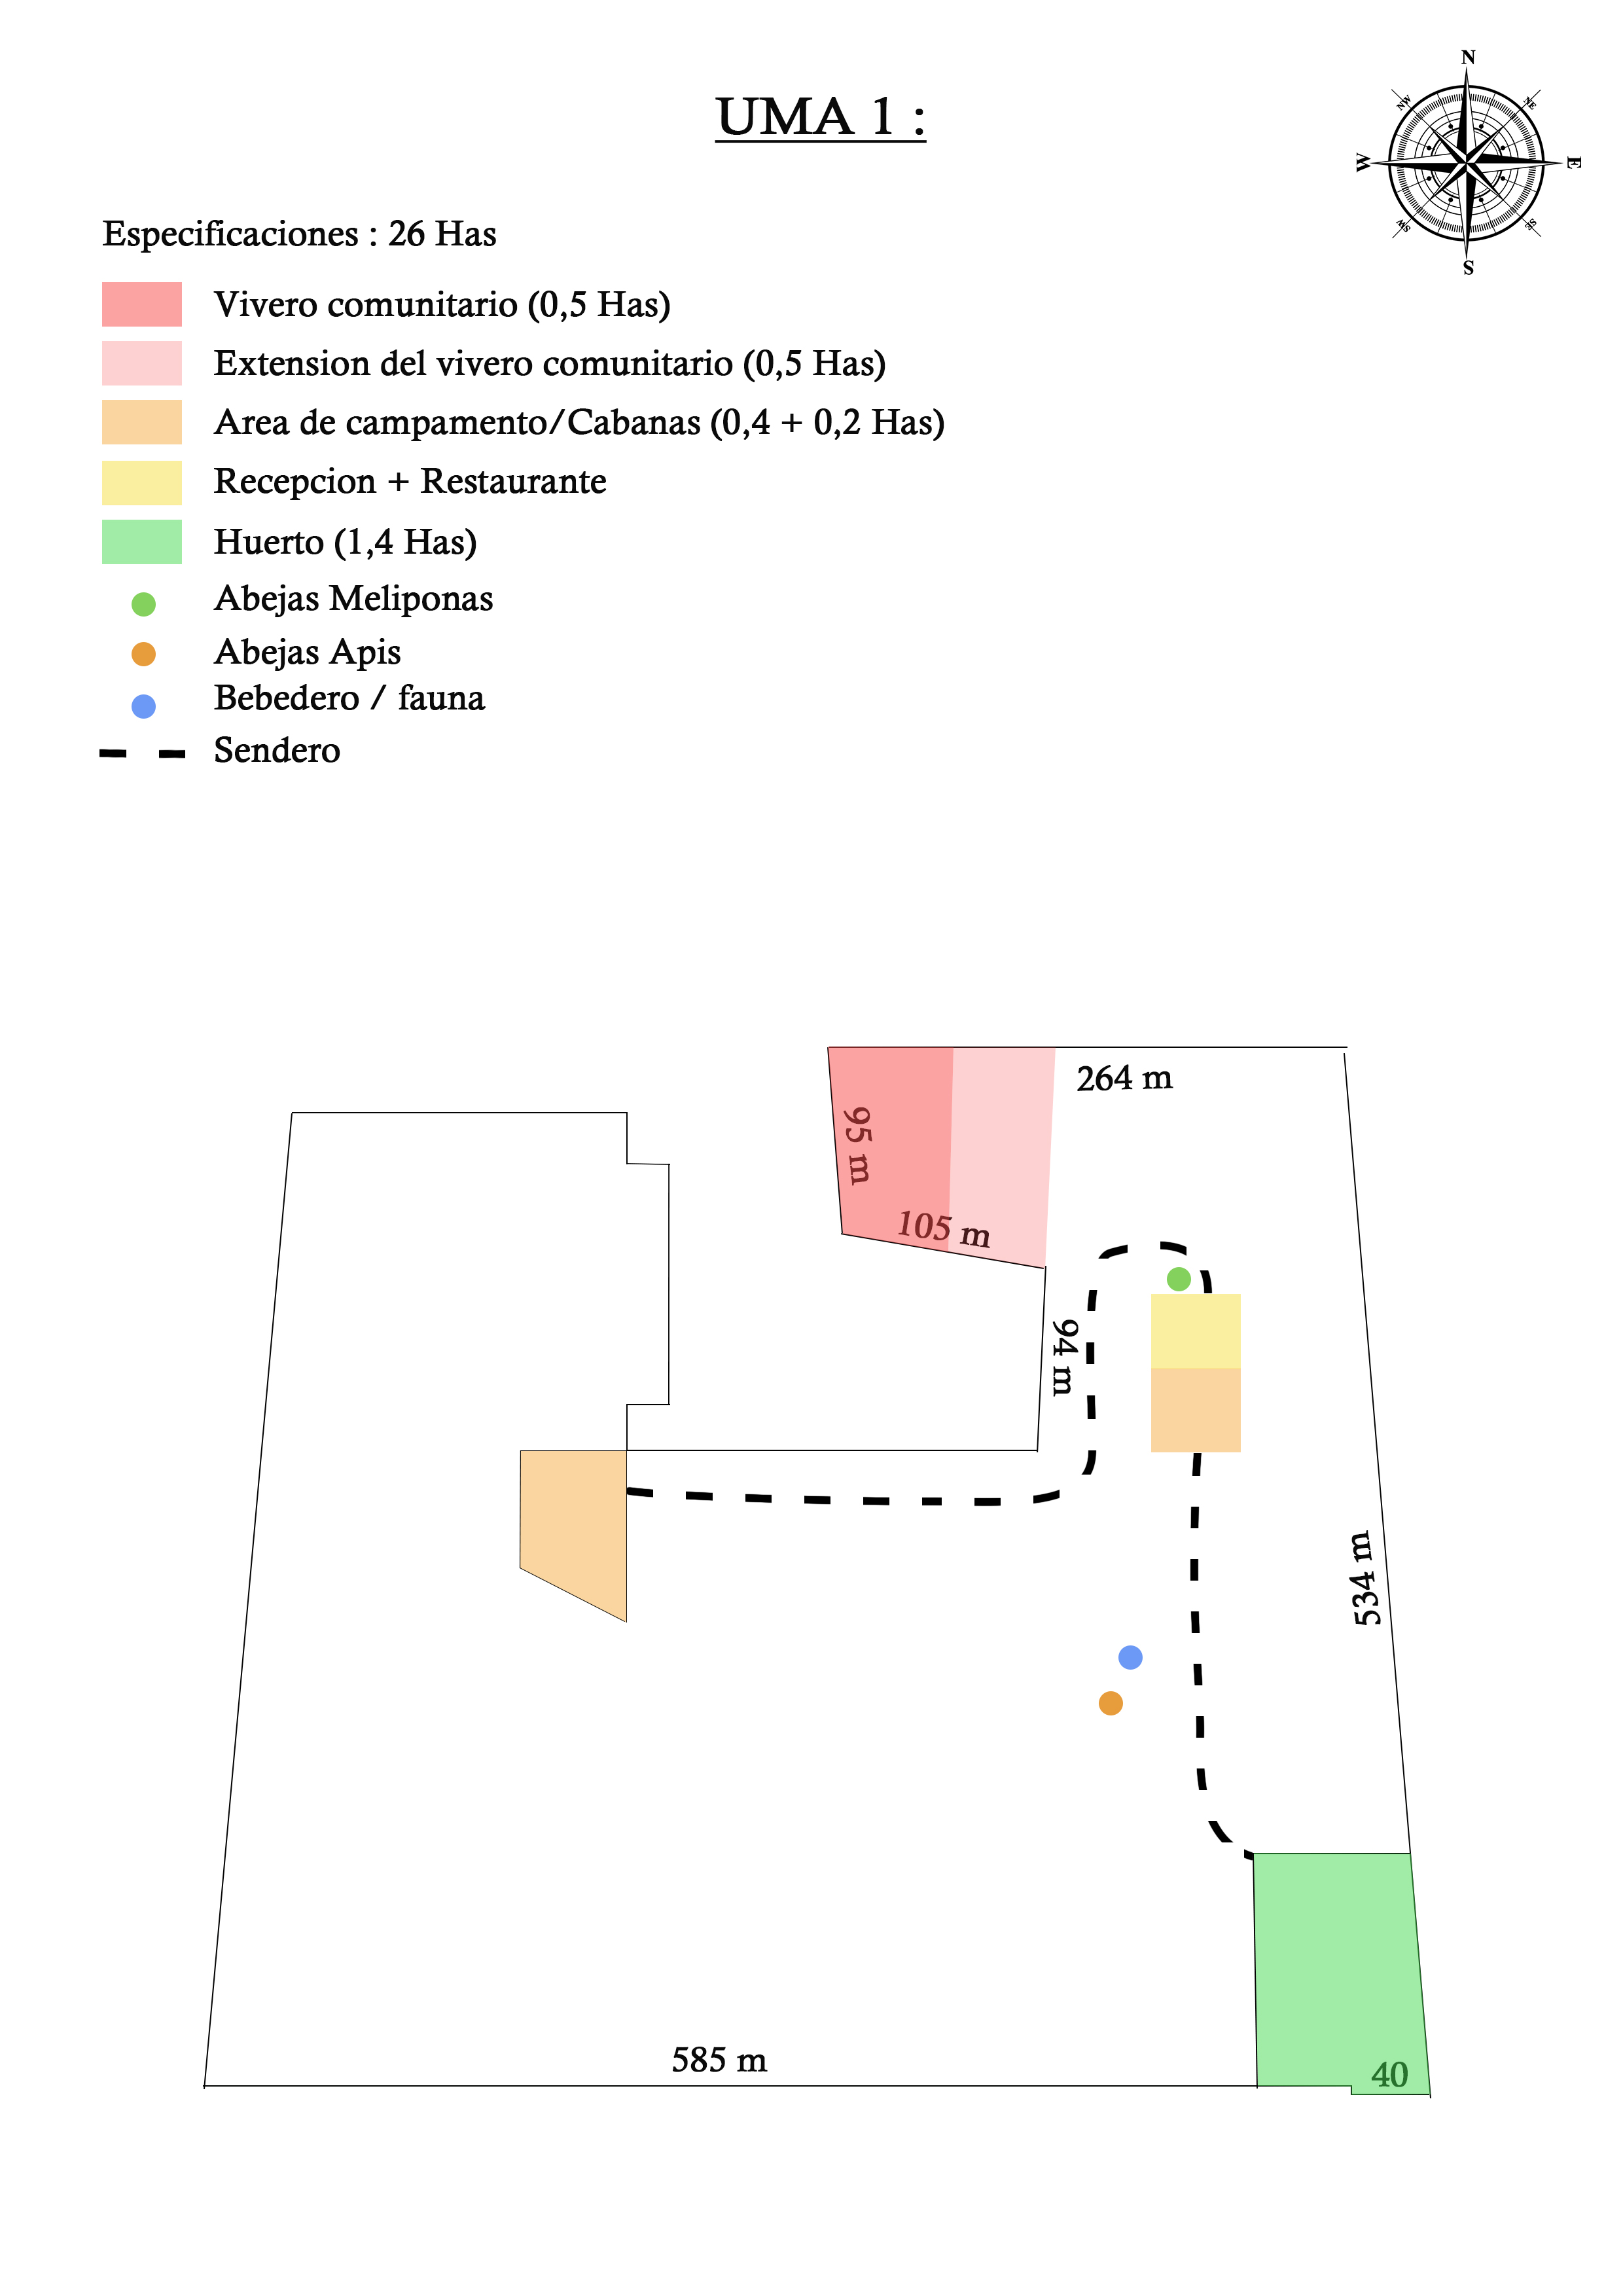 N
UMA 1 :
NW
NE
W
E
SW
SE
S
Especificaciones : 26 Has
Vivero comunitario (0,5 Has)
Extension del vivero comunitario (0,5 Has)
Area de campamento/Cabanas (0,4 + 0,2 Has)
Recepcion + Restaurante
Huerto (1,4 Has)
Abejas Meliponas
Abejas Apis
Bebedero / fauna
Sendero
264 m
95 m
105 m
94 m
534 m
585 m
40